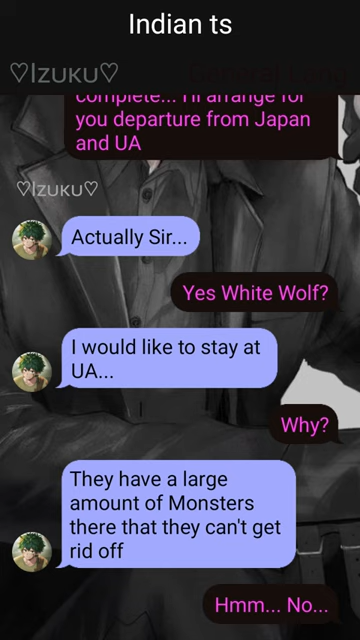 Indian ts
♡Izuku♡
General Long
complete... I'll arrange for
you departure from Japan
and UA
♡Izuku♡
Actually Sir...
Yes White Wolf?
I would like to stay at
UA...
Why?
They have a large
amount of Monsters
there that they can't get
rid off
Hmm... No...